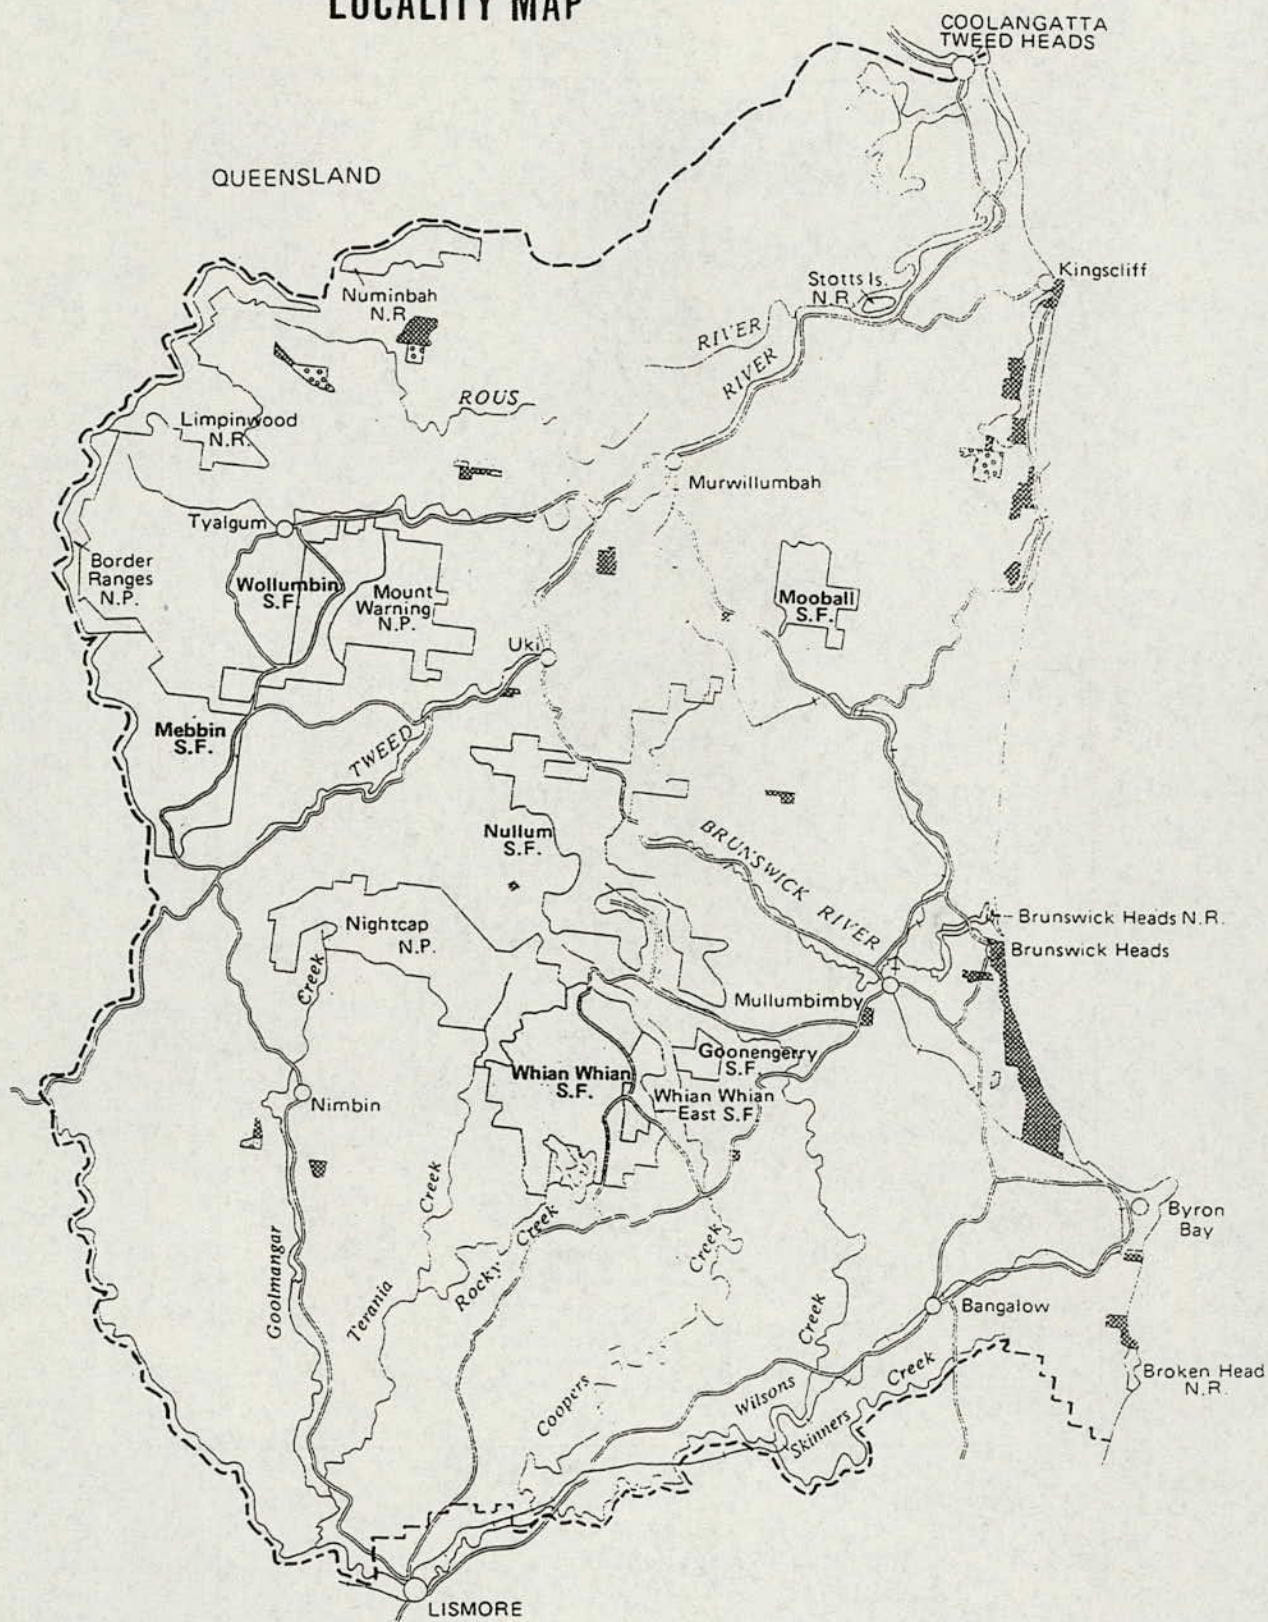 LOCALITY MAP
COOLANGATTA
TWEED HEADS
QUEENSLAND
Kingscliff
Stotts Is.
N.R.
Numinbah
N.R.
RIVER
RIVER
ROUS
Limpinwood
N.R.
Murwillumbah
Tyalgum
Border
Ranges
N.P.
Wollumbin
S.F.
Mount
Warning
N.P.
Mooball
S.F.
Uki
Mebbin
S.F.
TWEED
Nullum
S.F.
BRUNSWICK RIVER
Nightcap
N.P.
Brunswick Heads N.R.
Brunswick Heads
Creek
Mullumbimby
Goonengerry
S.F.
Whian Whian
S.F.
Whian Whian
East S.F.
Nimbin
Creek
Creek
Creek
Byron
Bay
Goolmangar
Terania
Rocky
Creek
Bangalow
Creek
Broken Head
N.R.
Coopers
Wilsons
Skinners
LISMORE